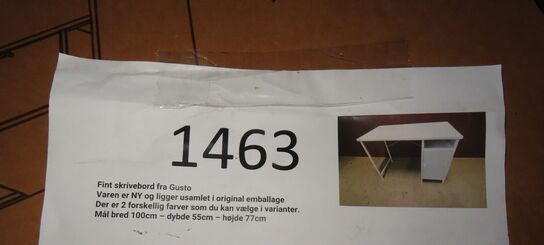 1463
Fint skrivebord fra Gusto
Varen er NY og ligger usamlet i original emballage
Der er 2 forskellig farver som du kan vælge i varianter.
Mål bred 100cm – dybde 55cm – højde 77cm